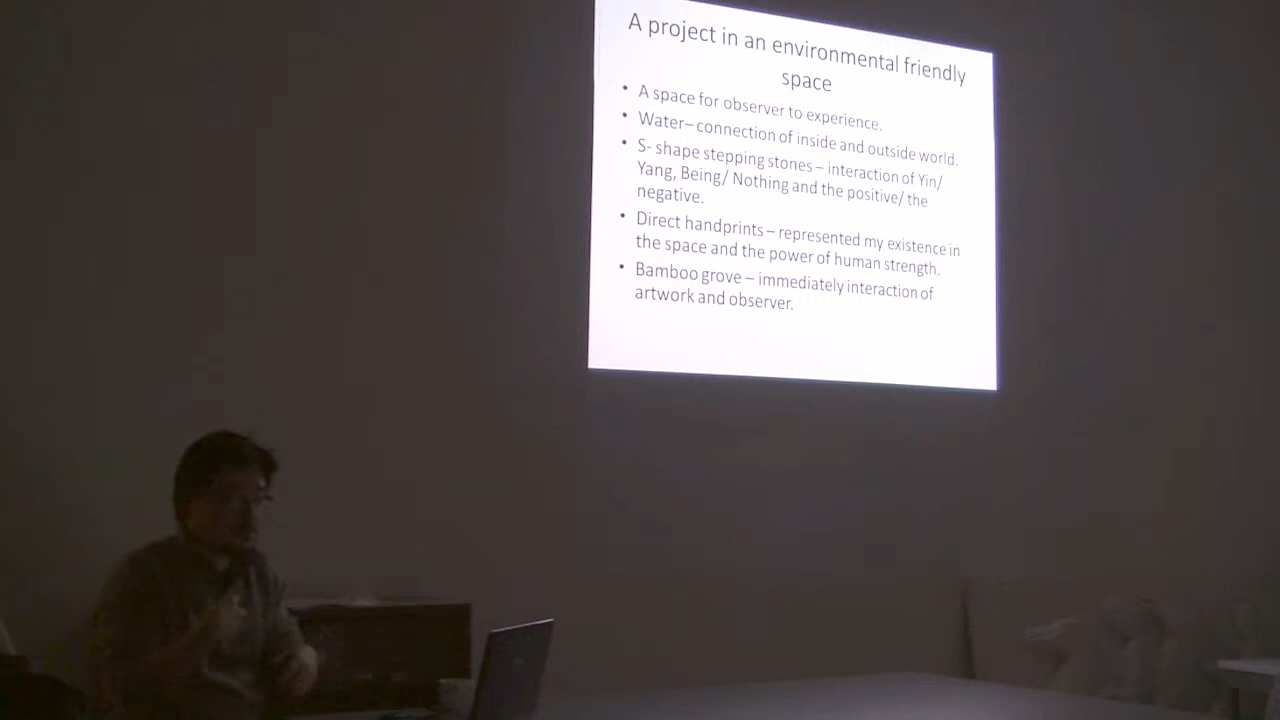 A project in an environmental friendly
space
• A space for observer to experience.
• Water– connection of inside and outside world.
• S- shape stepping stones – interaction of Yin/
Yang, Being/ Nothing and the positive/ the
negative.
• Direct handprints – represented my existence in
the space and the power of human strength.
• Bamboo grove – immediately interaction of
artwork and observer.